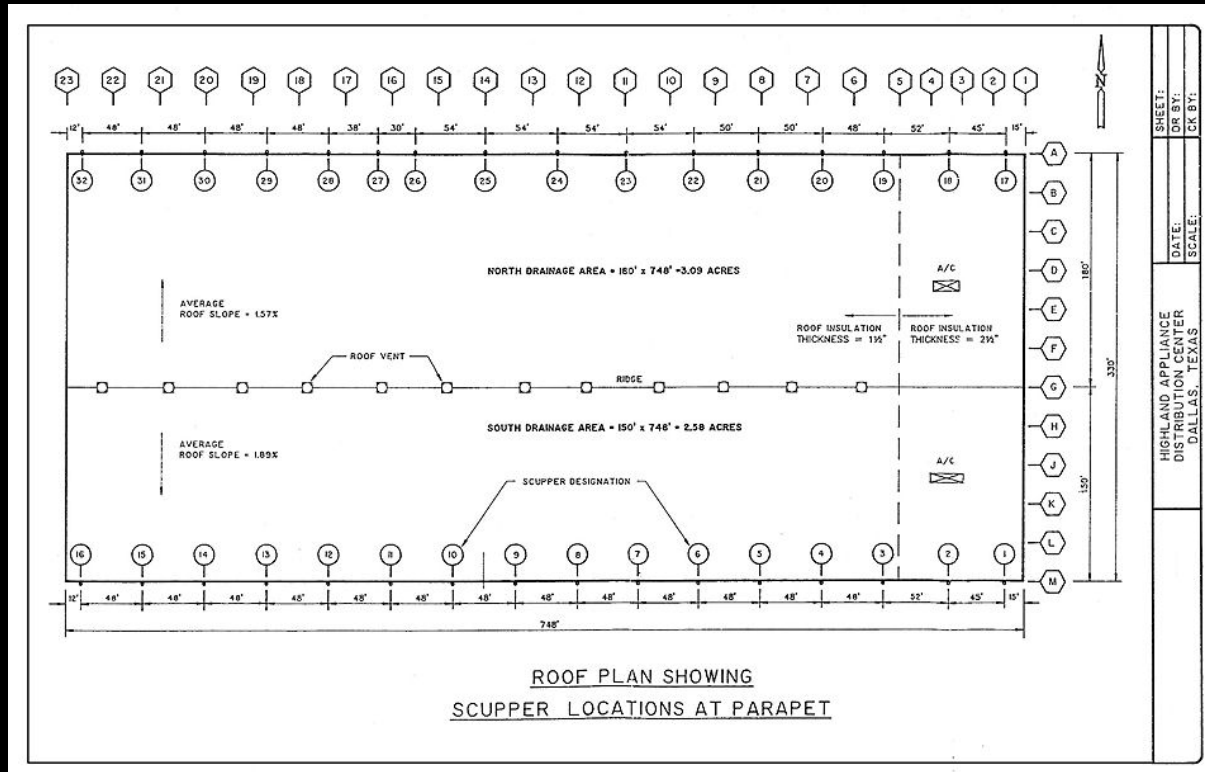 23 22 21 20 19 18 17 16 15 14 13 12 11 10 9 8 7 6 5 4 3 2 1
N
12' 48' 48' 48' 48' 38' 30' 54' 54' 54' 54' 50' 50' 48' 52' 45' 15'
32 31 30 29 28 27 26 25 24 23 22 21 20 19 18 17
A
B
C
D
E
F
G
H
J
K
L
M
180'
150'
330'
NORTH DRAINAGE AREA = 180' x 748' =3.09 ACRES
A/C
AVERAGE
ROOF SLOPE = 1.57%
ROOF INSULATION
THICKNESS = 1½"
ROOF INSULATION
THICKNESS = 2½"
ROOF VENT
RIDGE
SOUTH DRAINAGE AREA = 150' x 748' = 2.58 ACRES
AVERAGE
ROOF SLOPE = 1.89%
A/C
SCUPPER DESIGNATION
16 15 14 13 12 11 10 9 8 7 6 5 4 3 2 1
12' 48' 48' 48' 48' 48' 48' 48' 48' 48' 48' 48' 48' 48' 52' 45' 15'
748'
ROOF PLAN SHOWING
SCUPPER LOCATIONS AT PARAPET
SHEET:
DR BY:
CK BY:
DATE:
SCALE:
HIGHLAND APPLIANCE
DISTRIBUTION CENTER
DALLAS, TEXAS